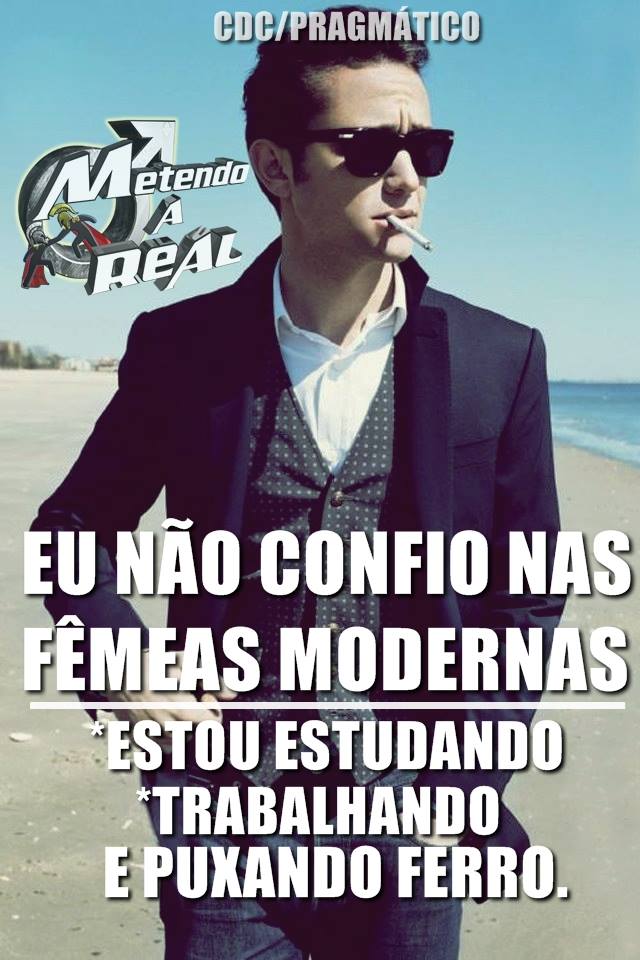 CDC/PRAGMÁTICO
METENDO
A
REAL
EU NÃO CONFIO NAS
FÊMEAS MODERNAS
*ESTOU ESTUDANDO
*TRABALHANDO
E PUXANDO FERRO.